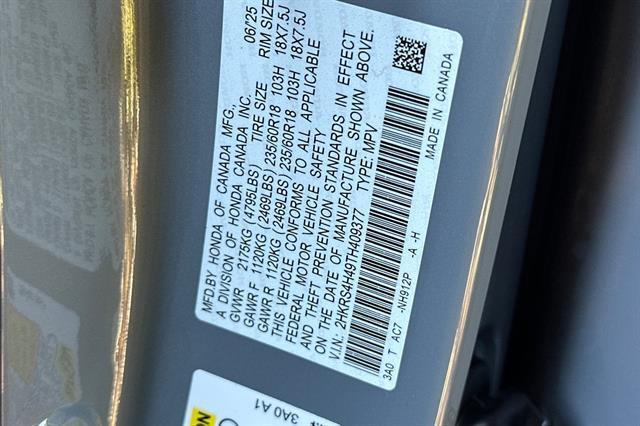 MFD.BY HONDA OF CANADA MFG., 06/25
A DIVISION OF HONDA CANADA INC.
GVWR 2175KG (4795LBS) TIRE SIZE RIM SIZE
GAWR F 1120KG (2469LBS) 235/60R18 103H 18X7.5J
GAWR R 1120KG (2469LBS) 235/60R18 103H 18X7.5J
THIS VEHICLE CONFORMS TO ALL APPLICABLE
FEDERAL MOTOR VEHICLE SAFETY
AND THEFT PREVENTION STANDARDS IN EFFECT
ON THE DATE OF MANUFACTURE SHOWN ABOVE.
V.I.N: 2HKRS4H49TH409377 TYPE: MPV
3A0 T AC7 -NH912P -A -H MADE IN CANADA
3A0 A1